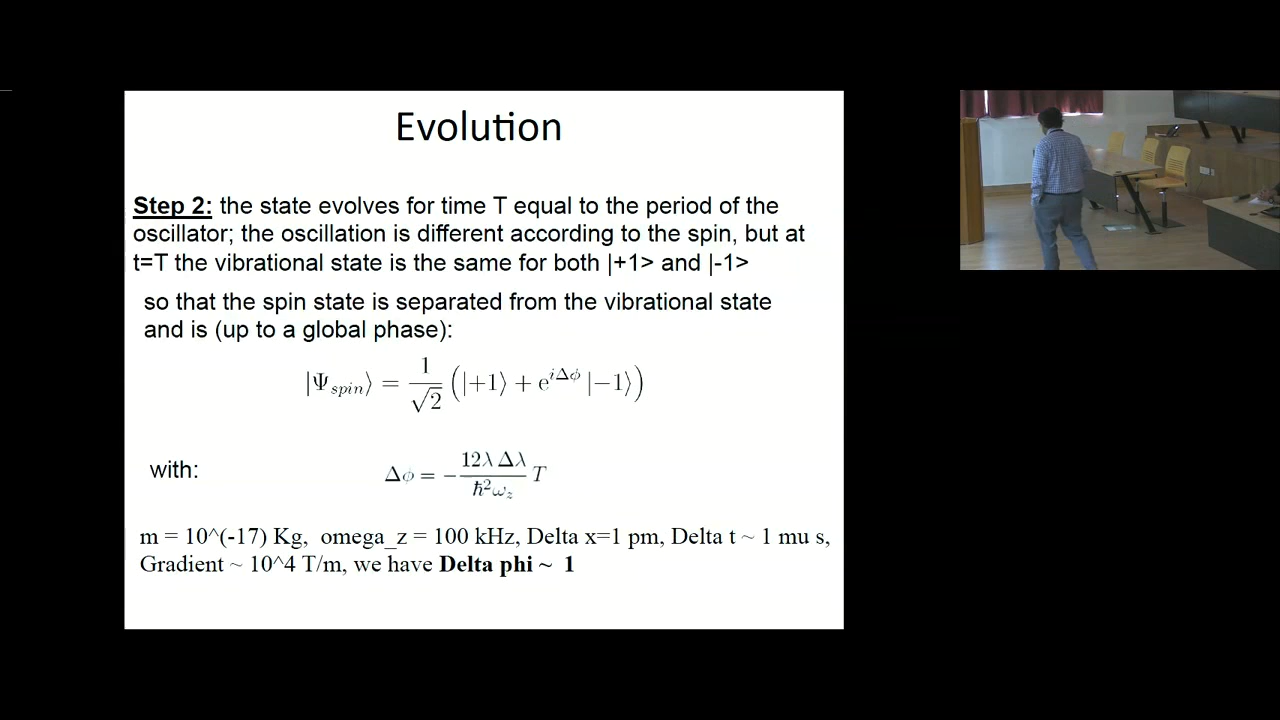 Evolution
Step 2: the state evolves for time T equal to the period of the
oscillator; the oscillation is different according to the spin, but at
t=T the vibrational state is the same for both |+1> and |-1>
so that the spin state is separated from the vibrational state
and is (up to a global phase):
|Ψ_spin⟩ = 1/√2 (|+1⟩ + e^{iΔϕ} |−1⟩)
with: Δϕ = − 12λ Δλ / ħ²ω_z T
m = 10^(-17) Kg, omega_z = 100 kHz, Delta x=1 pm, Delta t ~ 1 mu s,
Gradient ~ 10^4 T/m, we have Delta phi ~ 1